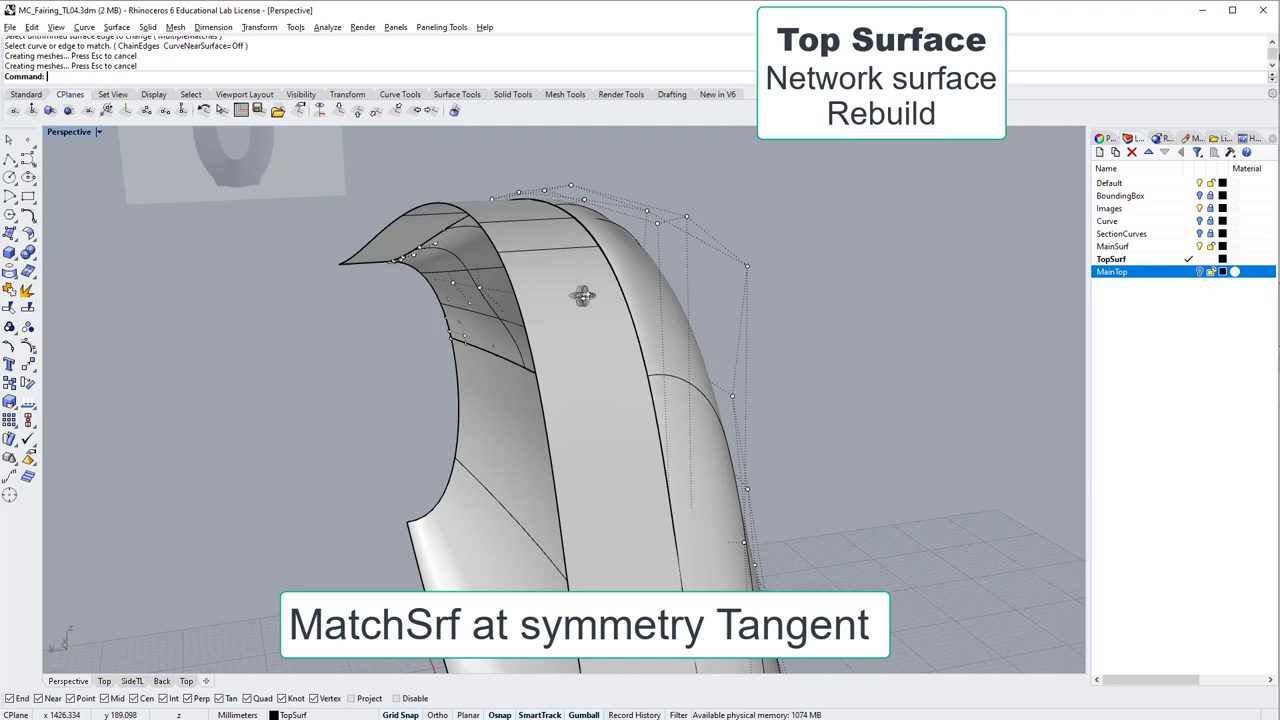 MC_Fairing_TL04.3dm (2 MB) - Rhinoceros 6 Educational Lab License - [Perspective]
File Edit View Curve Surface Solid Mesh Dimension Transform Tools Analyze Render Panels Paneling Tools Help
Select untrimmed surface edge to change ( MultipleMatches )
Select curve or edge to match. ( ChainEdges CurveNearSurface=Off )
Creating meshes... Press Esc to cancel
Creating meshes... Press Esc to cancel
Command:
Standard CPlanes Set View Display Select Viewport Layout Visibility Transform Curve Tools Surface Tools Solid Tools Mesh Tools Render Tools Drafting New in V6
Top Surface
Network surface
Rebuild
Perspective
P... L... R... M... Li... H...
Name Material
Default
BoundingBox
Images
Curve
SectionCurves
MainSurf
TopSurf
MainTop
MatchSrf at symmetry Tangent
z
y x
Perspective Top SideTL Back Top
End Near Point Mid Cen Int Perp Tan Quad Knot Vertex Project Disable
CPlane x 1426.334 y 189.098 z Millimeters TopSurf Grid Snap Ortho Planar Osnap SmartTrack Gumball Record History Filter Available physical memory: 1074 MB